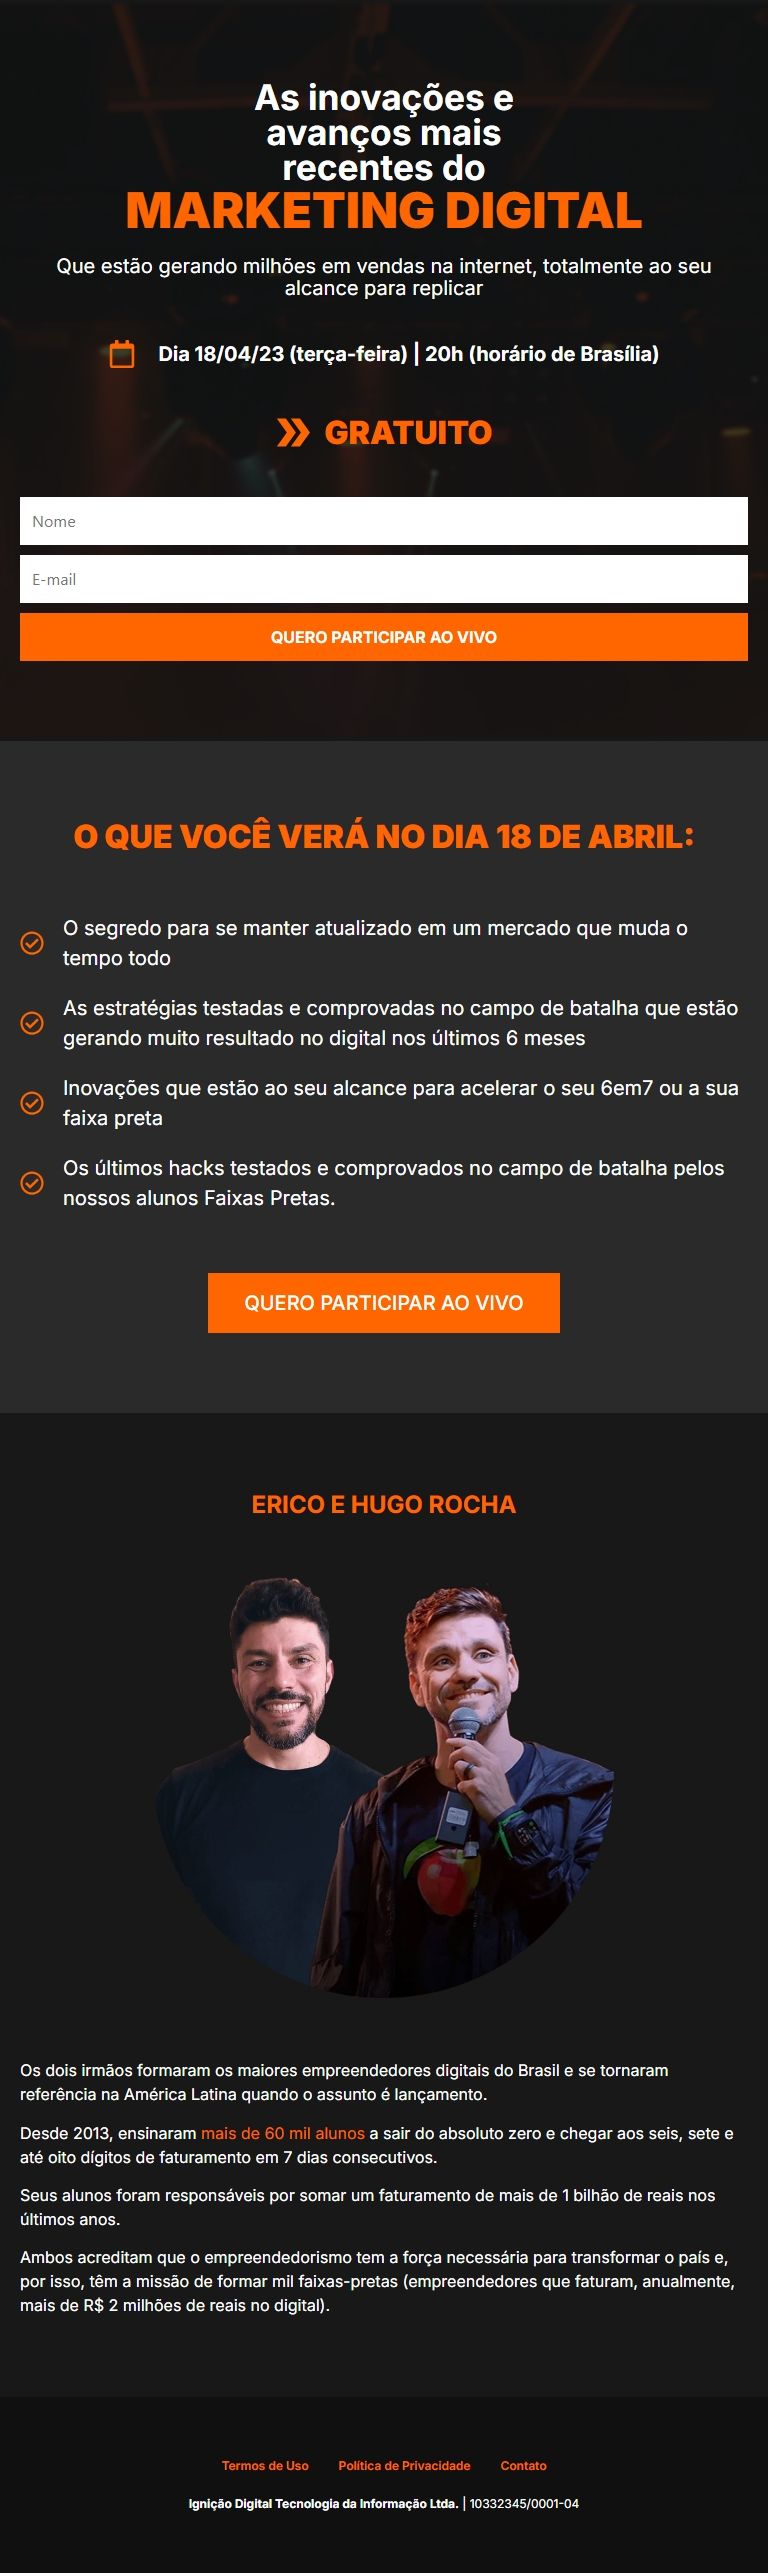 As inovações e
avanços mais
recentes do
MARKETING DIGITAL
Que estão gerando milhões em vendas na internet, totalmente ao seu
alcance para replicar
Dia 18/04/23 (terça-feira) | 20h (horário de Brasília)
GRATUITO
Nome
E-mail
QUERO PARTICIPAR AO VIVO
O QUE VOCÊ VERÁ NO DIA 18 DE ABRIL:
O segredo para se manter atualizado em um mercado que muda o
tempo todo
As estratégias testadas e comprovadas no campo de batalha que estão
gerando muito resultado no digital nos últimos 6 meses
Inovações que estão ao seu alcance para acelerar o seu 6em7 ou a sua
faixa preta
Os últimos hacks testados e comprovados no campo de batalha pelos
nossos alunos Faixas Pretas.
QUERO PARTICIPAR AO VIVO
ERICO E HUGO ROCHA
Os dois irmãos formaram os maiores empreendedores digitais do Brasil e se tornaram
referência na América Latina quando o assunto é lançamento.
Desde 2013, ensinaram mais de 60 mil alunos a sair do absoluto zero e chegar aos seis, sete e
até oito dígitos de faturamento em 7 dias consecutivos.
Seus alunos foram responsáveis por somar um faturamento de mais de 1 bilhão de reais nos
últimos anos.
Ambos acreditam que o empreendedorismo tem a força necessária para transformar o país e,
por isso, têm a missão de formar mil faixas-pretas (empreendedores que faturam, anualmente,
mais de R$ 2 milhões de reais no digital).
Termos de Uso Política de Privacidade Contato
Ignição Digital Tecnologia da Informação Ltda. | 10332345/0001-04